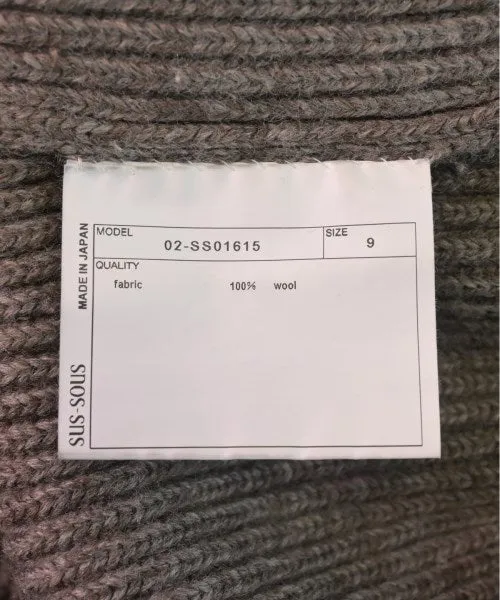 MODEL
02-SS01615
SIZE
9
QUALITY
fabric 100% wool
MADE IN JAPAN
SUS-SOUS